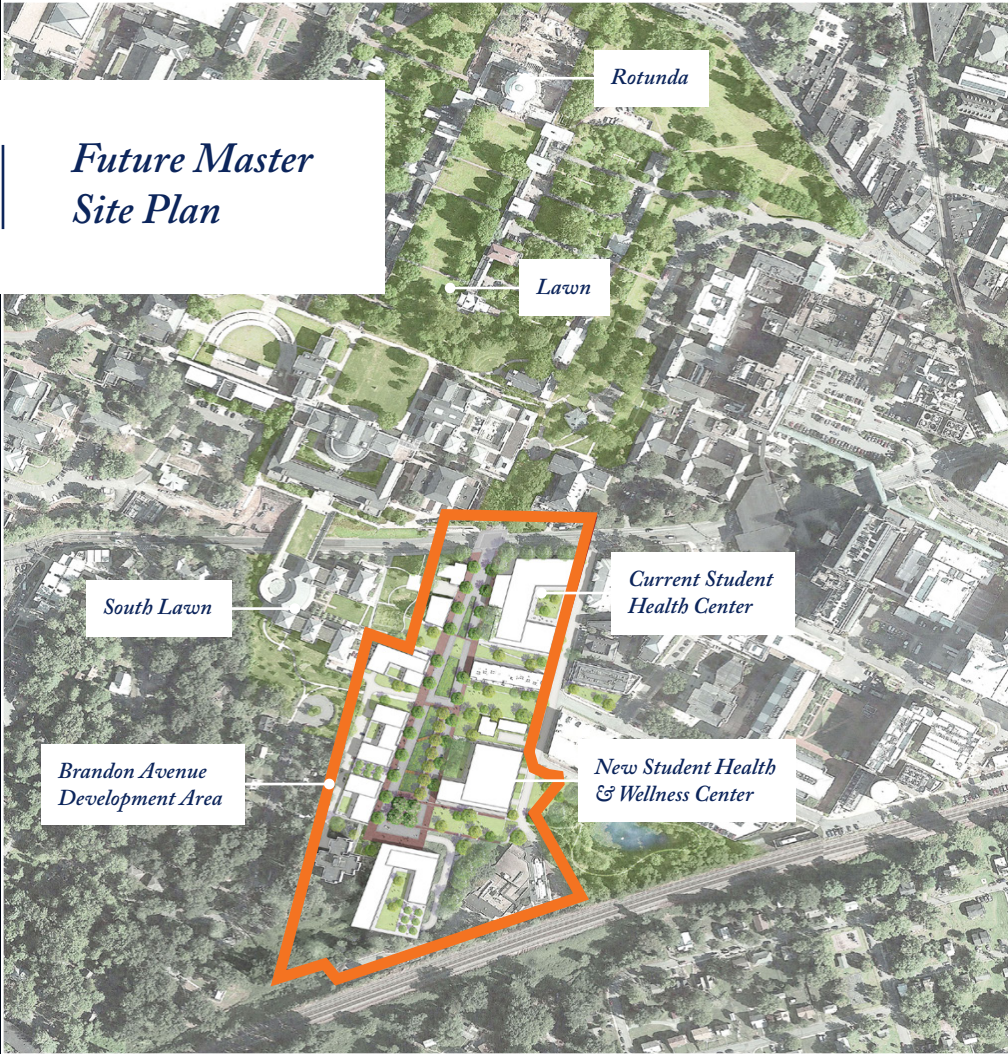 Rotunda
Future Master
Site Plan
Lawn
Current Student
Health Center
South Lawn
Brandon Avenue
Development Area
New Student Health
& Wellness Center